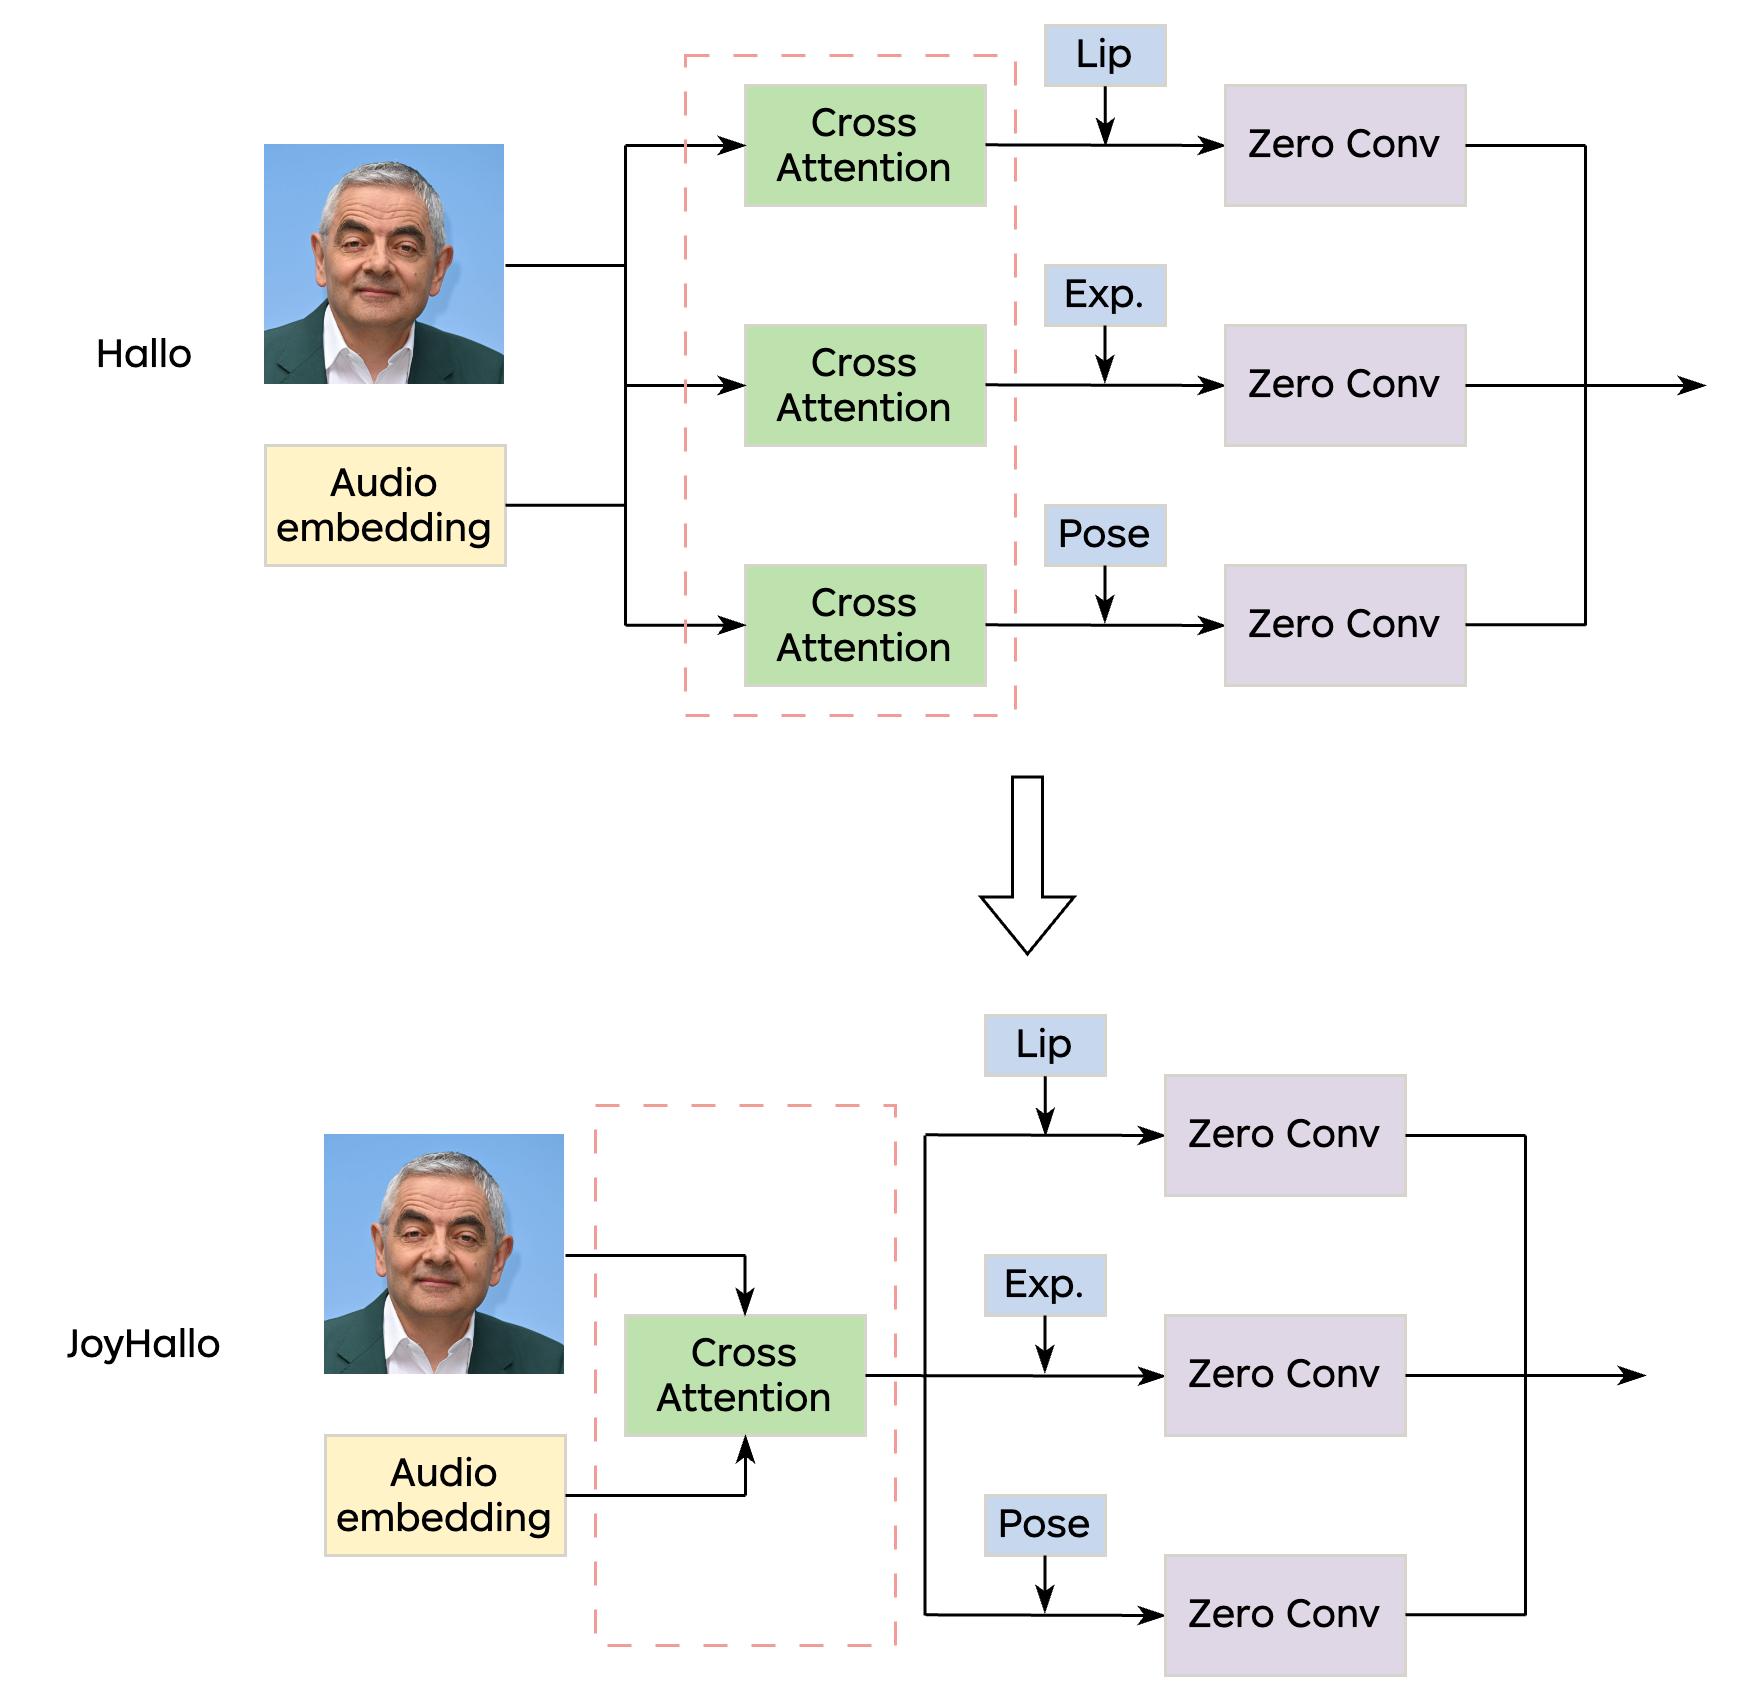 Lip
Cross
Attention
Zero Conv
Exp.
Cross
Attention
Zero Conv
Hallo
Audio
embedding
Pose
Cross
Attention
Zero Conv
Lip
Zero Conv
Exp.
Cross
Attention
Zero Conv
JoyHallo
Audio
embedding
Pose
Zero Conv